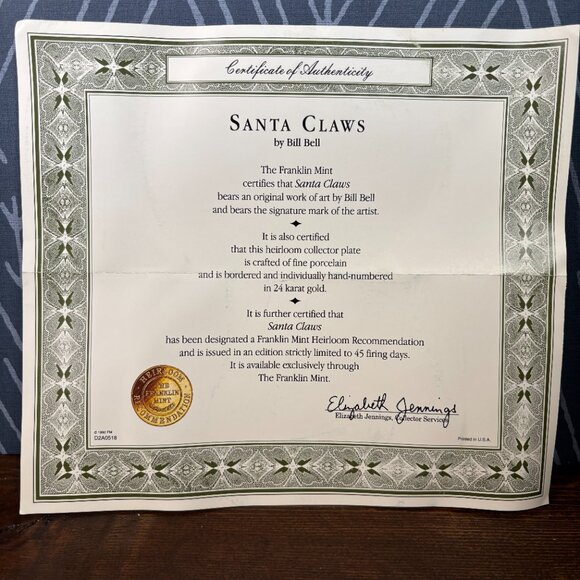 Certificate of Authenticity
SANTA CLAWS
by Bill Bell
The Franklin Mint
certifies that Santa Claws
bears an original work of art by Bill Bell
and bears the signature mark of the artist.
It is also certified
that this heirloom collector plate
is crafted of fine porcelain
and is bordered and individually hand-numbered
in 24 karat gold.
It is further certified that
Santa Claws
has been designated a Franklin Mint Heirloom Recommendation
and is issued in an edition strictly limited to 45 firing days.
It is available exclusively through
The Franklin Mint.
HEIRLOOM
THE
FRANKLIN
MINT
RECOMMENDATION
Elizabeth Jennings
Elizabeth Jennings, Collector Services
D2A0518
Printed in U.S.A.